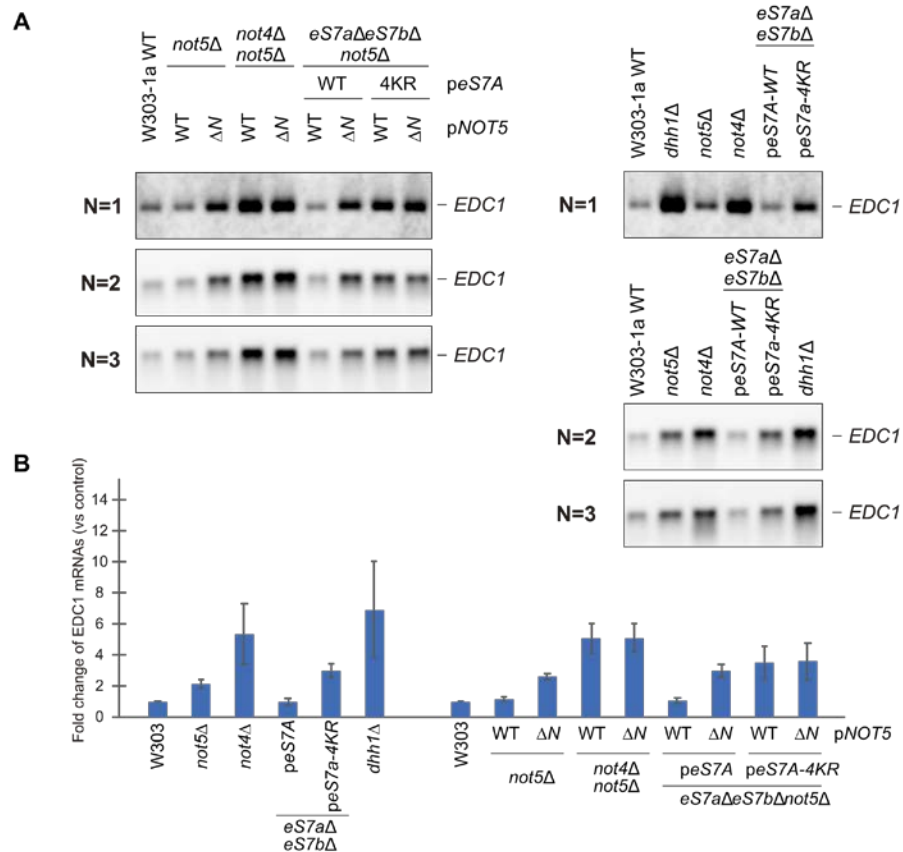 A
W303-1a WT
not5Δ
not4Δ
not5Δ
eS7aΔeS7bΔ
not5Δ
WT 4KR peS7A
WT ΔN WT ΔN WT ΔN WT ΔN pNOT5
N=1 – EDC1
N=2 – EDC1
N=3 – EDC1
eS7aΔ
eS7bΔ
W303-1a WT
dhh1Δ
not5Δ
not4Δ
peS7A-WT
peS7a-4KR
N=1 – EDC1
eS7aΔ
eS7bΔ
W303-1a WT
not5Δ
not4Δ
peS7A-WT
peS7a-4KR
dhh1Δ
N=2 – EDC1
N=3 – EDC1
B
Fold change of EDC1 mRNAs (vs control)
14
12
10
8
6
4
2
0
W303
not5Δ
not4Δ
peS7A
peS7a-4KR
dhh1Δ
eS7aΔ
eS7bΔ
W303
WT ΔN WT ΔN WT ΔN WT ΔN pNOT5
not5Δ
not4Δ
not5Δ
peS7A peS7A-4KR
eS7aΔeS7bΔnot5Δ